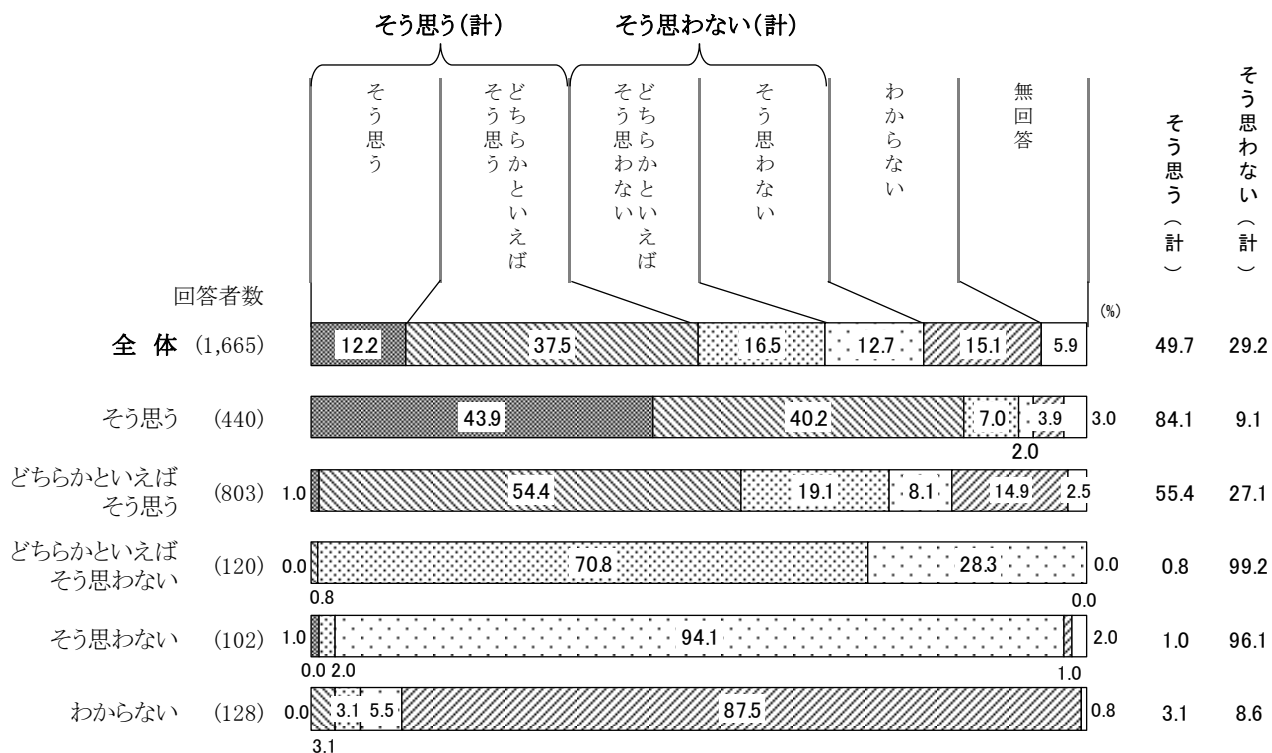 そう思う(計)
そう思わない(計)
そう思う
どちらかといえば
そう思う
どちらかといえば
そう思わない
そう思わない
わからない
無回答
そう思う(計)
そう思わない(計)
回答者数
(%)
全 体 (1,665) 12.2 37.5 16.5 12.7 15.1 5.9 49.7 29.2
そう思う (440) 43.9 40.2 7.0 3.9 3.0 84.1 9.1
2.0
どちらかといえば
そう思う (803) 1.0 54.4 19.1 8.1 14.9 2.5 55.4 27.1
どちらかといえば
そう思わない (120) 0.0 70.8 28.3 0.0 0.8 99.2
0.8 0.0
そう思わない (102) 1.0 94.1 2.0 1.0 96.1
0.0 2.0 1.0
わからない (128) 0.0 3.1 5.5 87.5 0.8 3.1 8.6
3.1